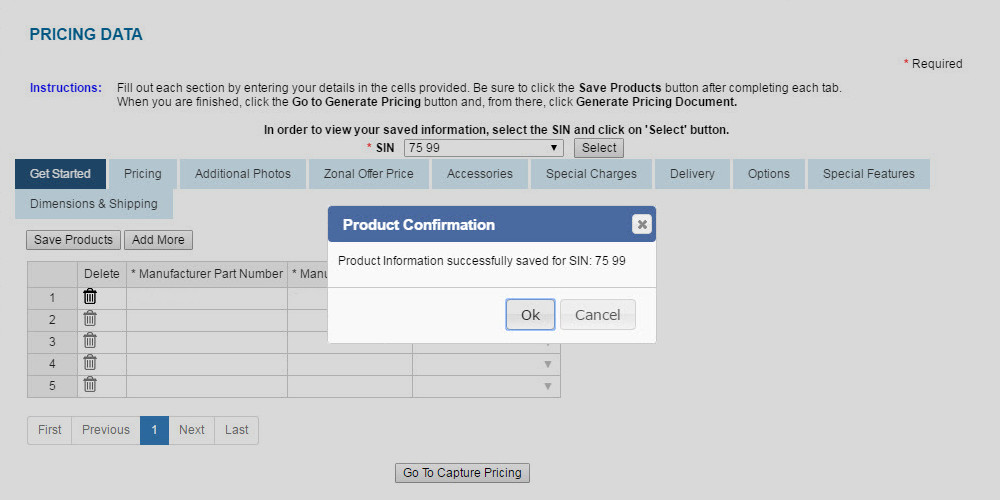 PRICING DATA
* Required
Instructions: Fill out each section by entering your details in the cells provided. Be sure to click the Save Products button after completing each tab.
When you are finished, click the Go to Generate Pricing button and, from there, click Generate Pricing Document.
In order to view your saved information, select the SIN and click on 'Select' button.
* SIN 75 99 Select
Get Started Pricing Additional Photos Zonal Offer Price Accessories Special Charges Delivery Options Special Features
Dimensions & Shipping
Product Confirmation
Product Information successfully saved for SIN: 75 99
Ok Cancel
Save Products Add More
Delete * Manufacturer Part Number
1
2
3
4
5
First Previous 1 Next Last
Go To Capture Pricing